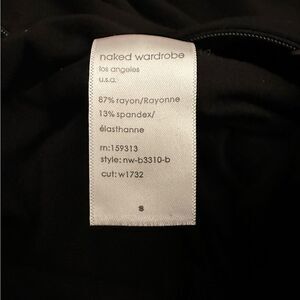 naked wardrobe
los angeles
u.s.a.
87% rayon/Rayonne
13% spandex/
élasthanne
rn:159313
style: nw-b3310-b
cut: w1732
s